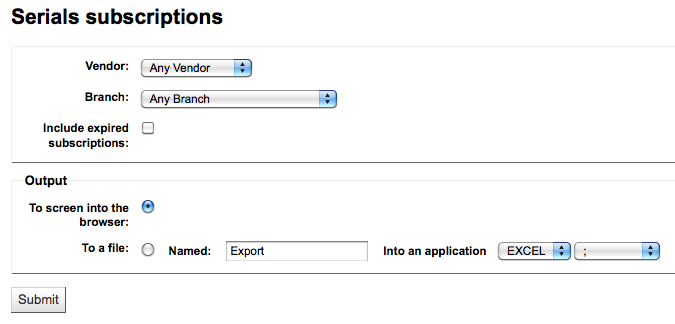 Serials subscriptions
Vendor: Any Vendor
Branch: Any Branch
Include expired
subscriptions:
Output
To screen into the
browser:
To a file: Named: Export Into an application EXCEL ;
Submit